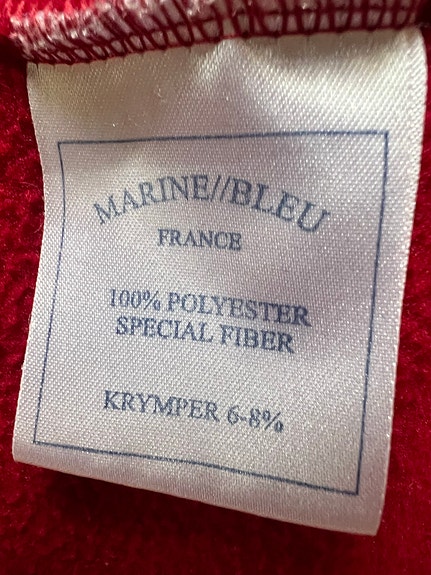 MARINE//BLEU
FRANCE
100% POLYESTER
SPECIAL FIBER
KRYMPER 6-8%